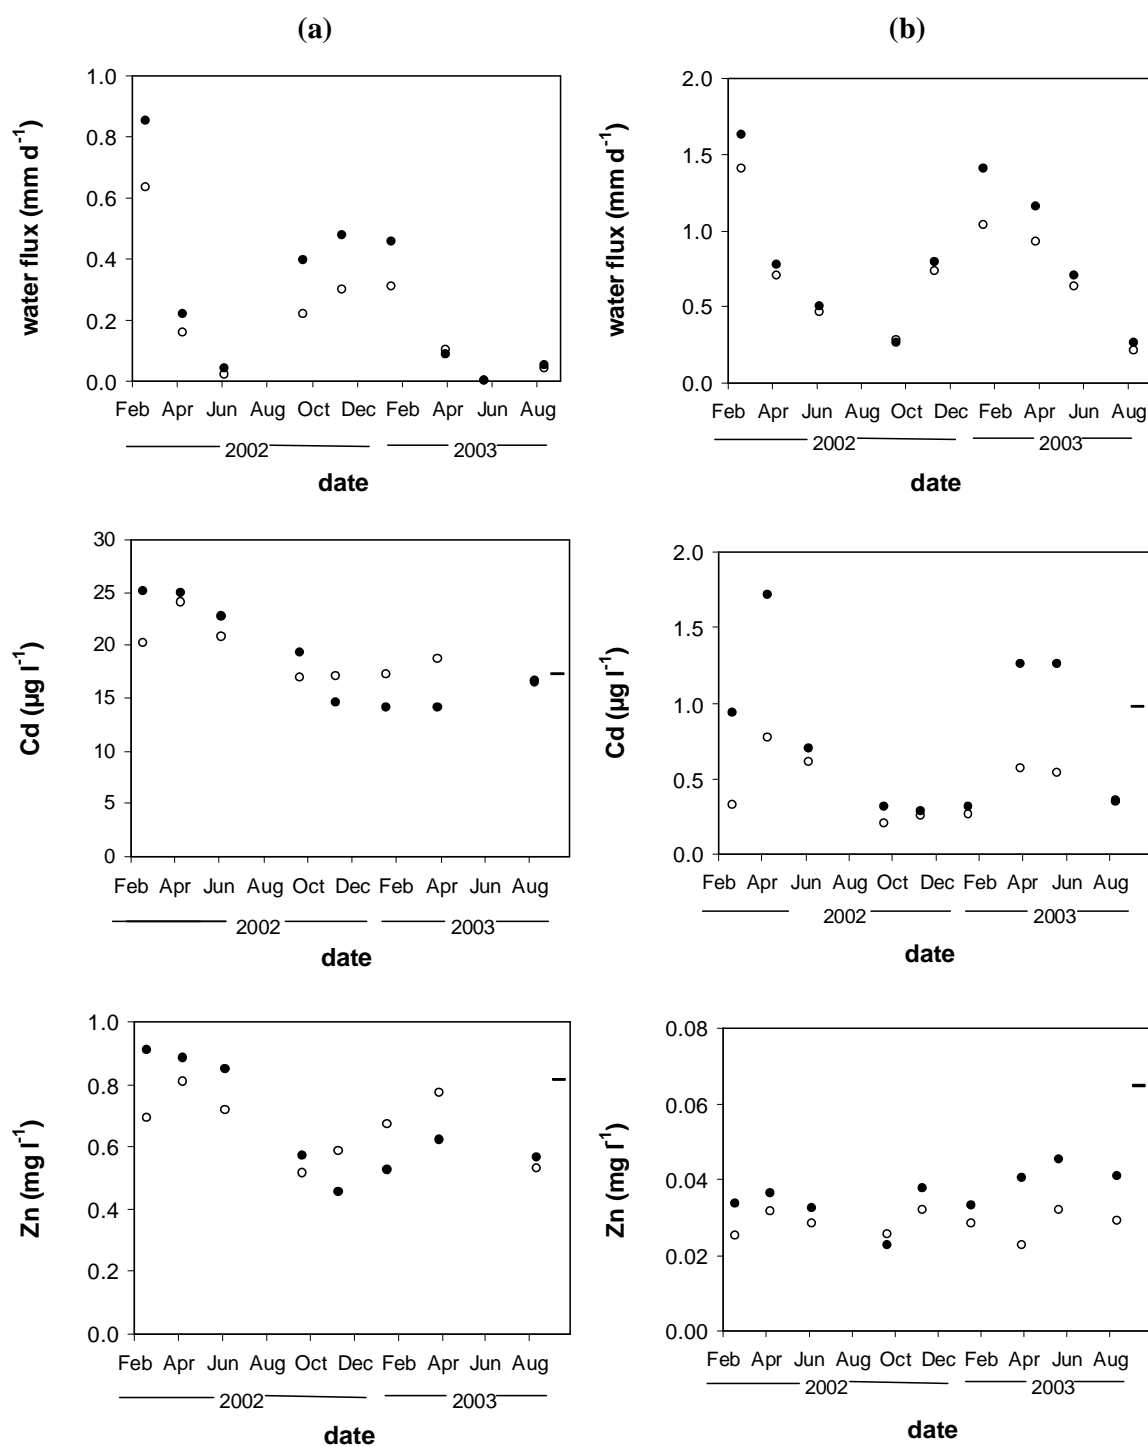 (a)
(b)
water flux (mm d-1)
1.0
0.8
0.6
0.4
0.2
0.0
Feb Apr Jun Aug Oct Dec Feb Apr Jun Aug
2002 2003
date
water flux (mm d-1)
2.0
1.5
1.0
0.5
0.0
Feb Apr Jun Aug Oct Dec Feb Apr Jun Aug
2002 2003
date
Cd (µg l-1)
30
25
20
15
10
5
0
Feb Apr Jun Aug Oct Dec Feb Apr Jun Aug
2002 2003
date
Cd (µg l-1)
2.0
1.5
1.0
0.5
0.0
Feb Apr Jun Aug Oct Dec Feb Apr Jun Aug
2002 2003
date
Zn (mg l-1)
1.0
0.8
0.6
0.4
0.2
0.0
Feb Apr Jun Aug Oct Dec Feb Apr Jun Aug
2002 2003
date
Zn (mg l-1)
0.08
0.06
0.04
0.02
0.00
Feb Apr Jun Aug Oct Dec Feb Apr Jun Aug
2002 2003
date